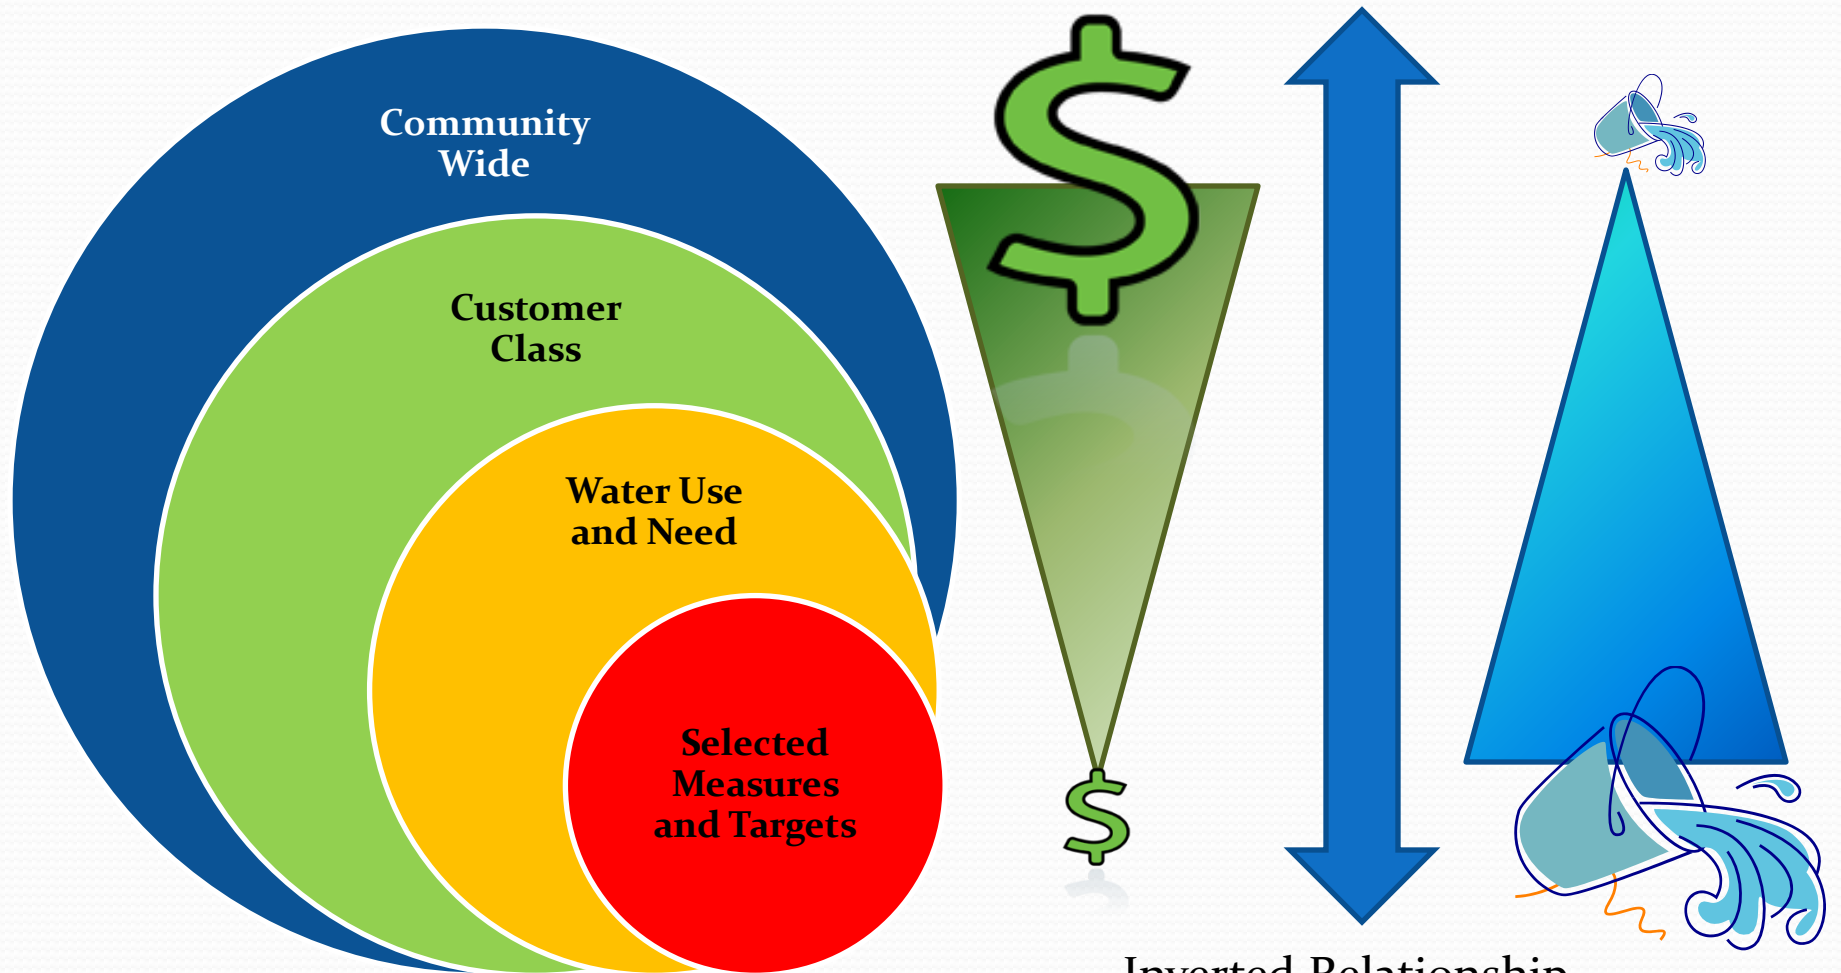 Community
Wide
Customer
Class
Water Use
and Need
Selected
Measures
and Targets
$
$
Inverted Relationship